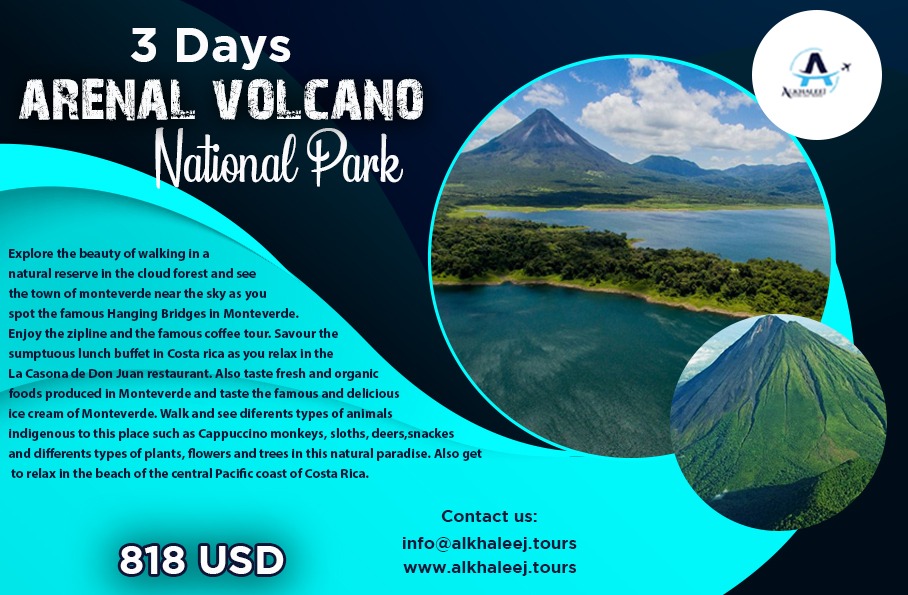 3 Days
ARENAL VOLCANO
National Park
ALKHALEEJ
Explore the beauty of walking in a
natural reserve in the cloud forest and see
the town of monteverde near the sky as you
spot the famous Hanging Bridges in Monteverde.
Enjoy the zipline and the famous coffee tour. Savour the
sumptuous lunch buffet in Costa rica as you relax in the
La Casona de Don Juan restaurant. Also taste fresh and organic
foods produced in Monteverde and taste the famous and delicious
ice cream of Monteverde. Walk and see diferents types of animals
indigenous to this place such as Cappuccino monkeys, sloths, deers,snackes
and differents types of plants, flowers and trees in this natural paradise. Also get
to relax in the beach of the central Pacific coast of Costa Rica.
818 USD
Contact us:
info@alkhaleej.tours
www.alkhaleej.tours